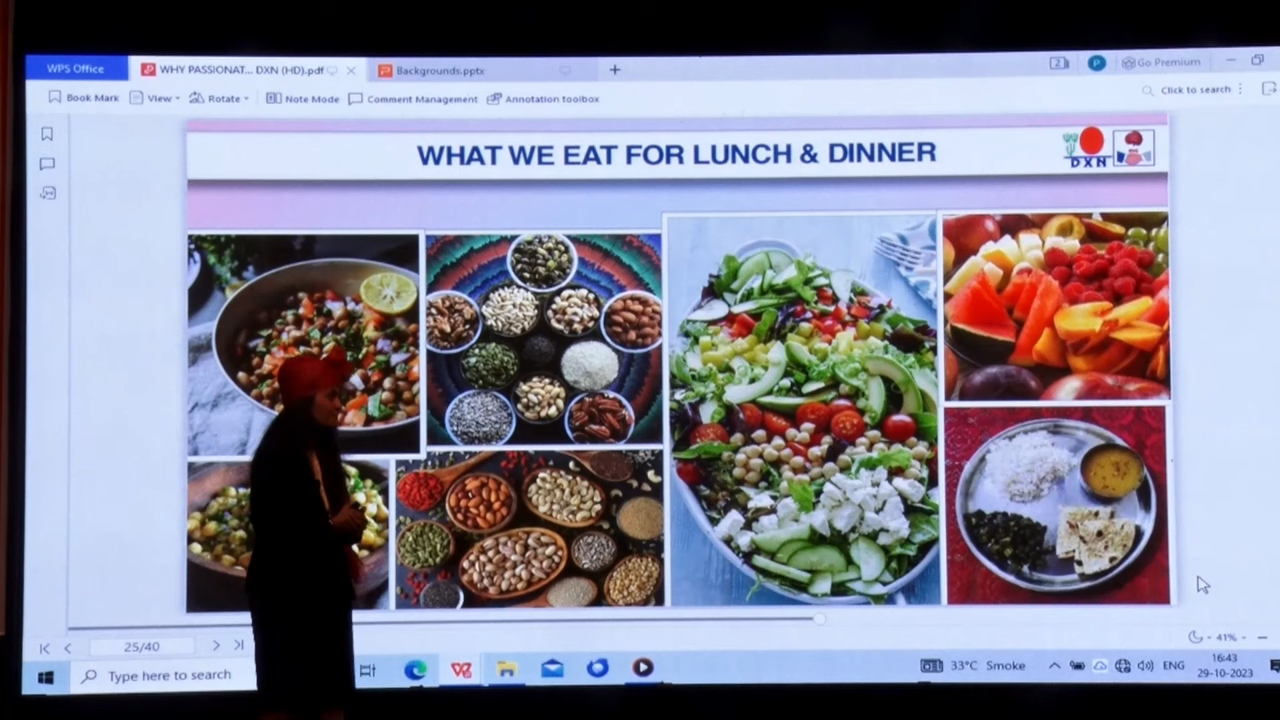 WPS Office
WHY PASSIONAT... DXN (HD).pdf
Backgrounds.pptx
2
P
Go Premium
Book Mark
View
Rotate
Note Mode
Comment Management
Annotation toolbox
Click to search
WHAT WE EAT FOR LUNCH & DINNER
DXN
25/40
41%
Type here to search
33°C Smoke
ENG
16:43
29-10-2023